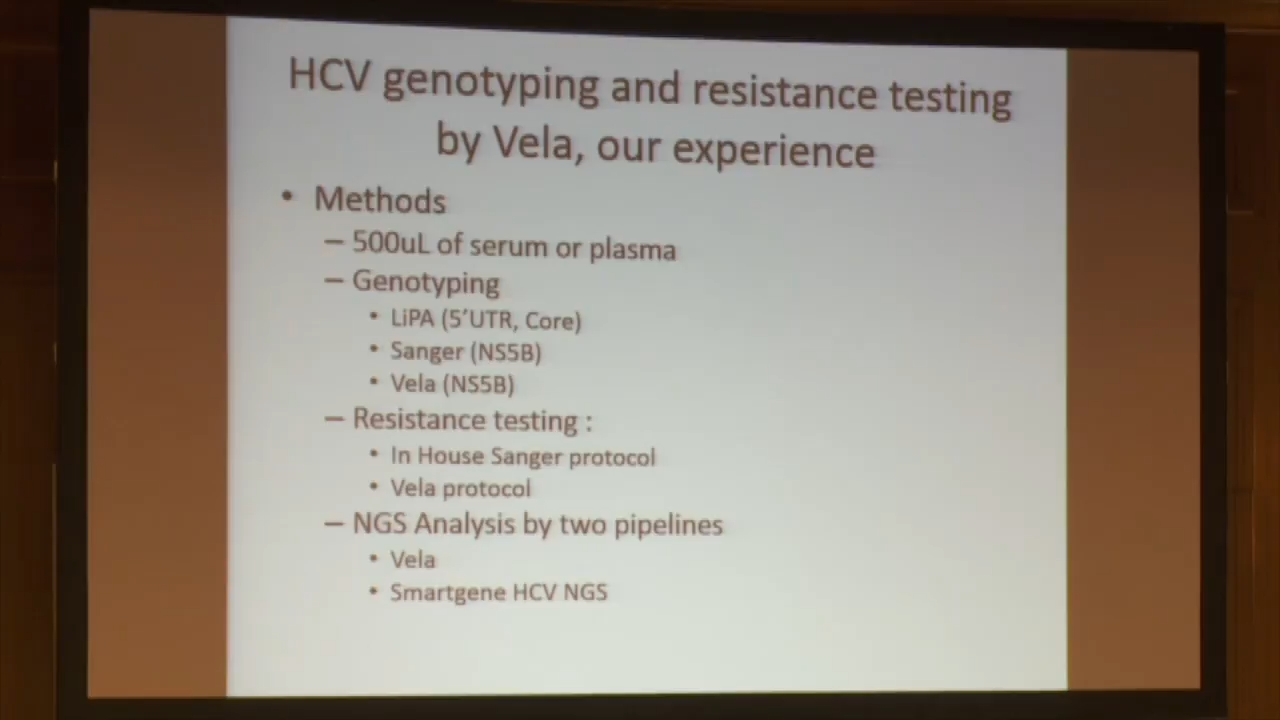 HCV genotyping and resistance testing
by Vela, our experience
• Methods
– 500uL of serum or plasma
– Genotyping
• LiPA (5'UTR, Core)
• Sanger (NS5B)
• Vela (NS5B)
– Resistance testing :
• In House Sanger protocol
• Vela protocol
– NGS Analysis by two pipelines
• Vela
• Smartgene HCV NGS